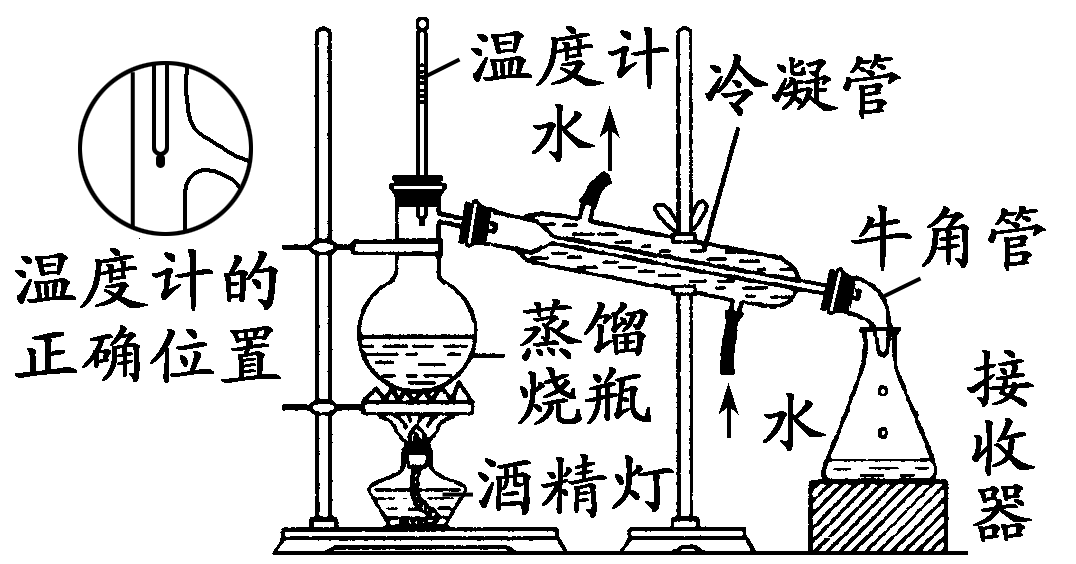 温度计
水
冷凝管
牛角管
温度计的
正确位置
蒸馏
烧瓶
水
接收器
酒精灯